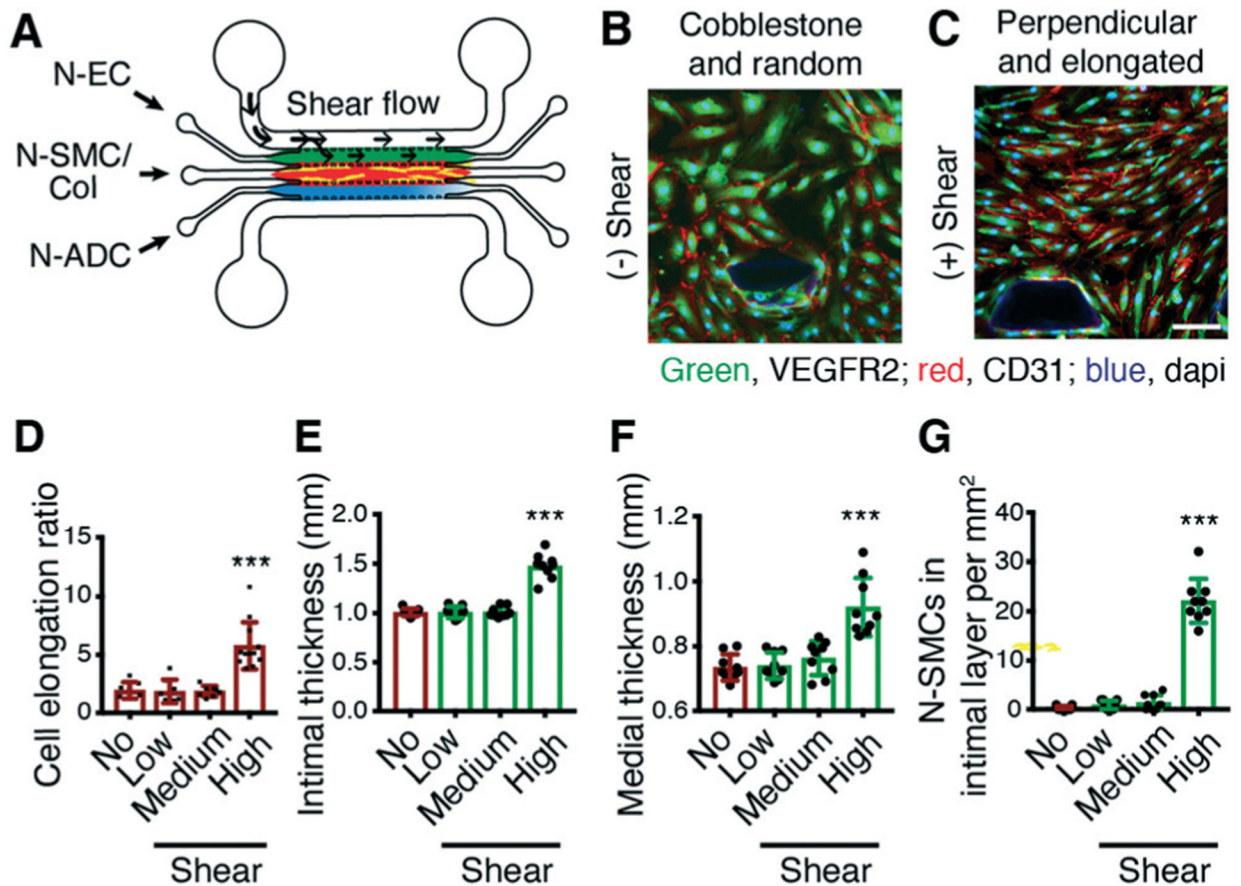 A
N-EC
N-SMC/
Col
N-ADC
Shear flow
B
Cobblestone
and random
(-) Shear
C
Perpendicular
and elongated
(+) Shear
Green, VEGFR2; red, CD31; blue, dapi
D
Cell elongation ratio
15
10
5
0
No
Low
Medium
High
***
Shear
E
Intimal thickness (mm)
2.0
1.5
1.0
0.5
0.0
No
Low
Medium
High
***
Shear
F
Medial thickness (mm)
1.2
1.0
0.8
0.6
No
Low
Medium
High
***
Shear
G
N-SMCs in
intimal layer per mm²
40
30
20
10
0
No
Low
Medium
High
***
Shear